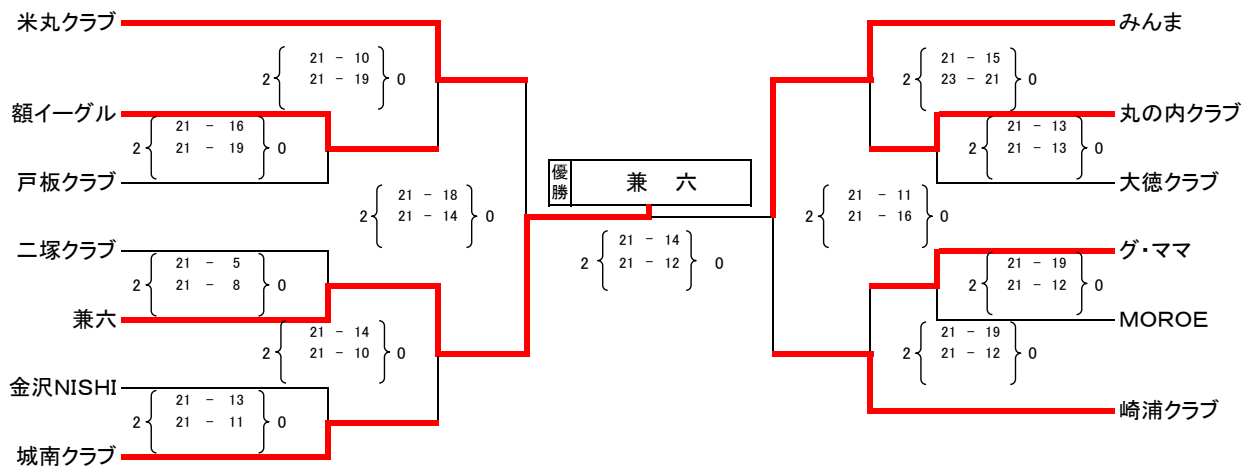 米丸クラブ
みんま
21 - 10
2 21 - 19 0
21 - 15
2 23 - 21 0
額イーグル
丸の内クラブ
21 - 16
2 21 - 19 0
21 - 13
2 21 - 13 0
戸板クラブ
大徳クラブ
優勝
兼 六
21 - 18
2 21 - 14 0
21 - 11
2 21 - 16 0
21 - 14
2 21 - 12 0
二塚クラブ
グ・ママ
21 - 5
2 21 - 8 0
21 - 19
2 21 - 12 0
兼六
MOROE
21 - 14
2 21 - 10 0
21 - 19
2 21 - 12 0
金沢NISHI
21 - 13
2 21 - 11 0
崎浦クラブ
城南クラブ